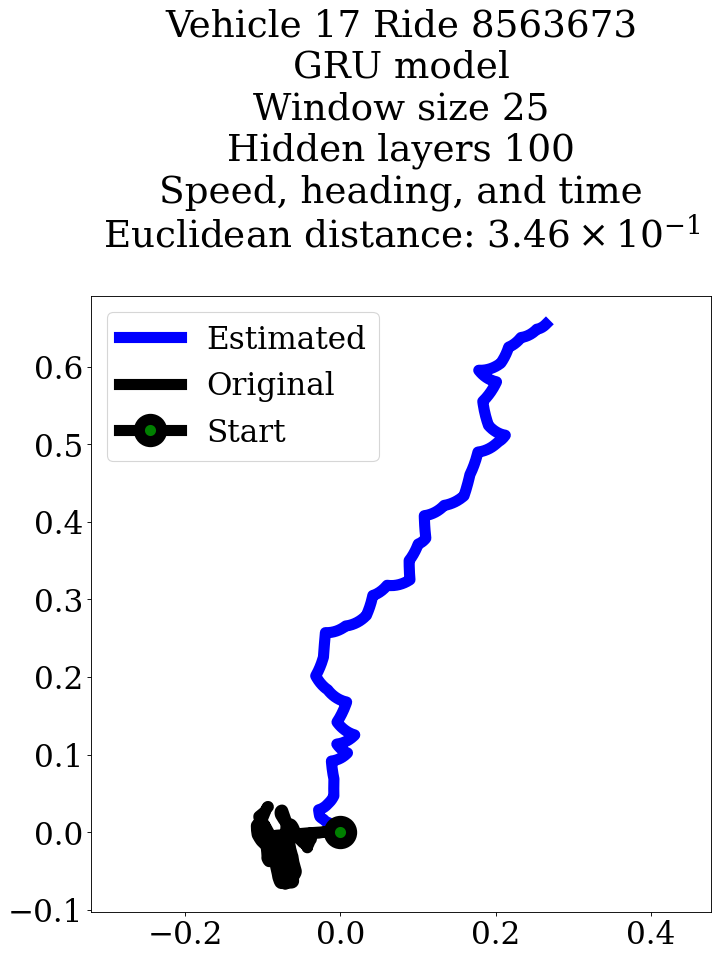 Vehicle 17 Ride 8563673
GRU model
Window size 25
Hidden layers 100
Speed, heading, and time
Euclidean distance: 3.46 × 10⁻¹
Estimated
Original
Start
0.6
0.5
0.4
0.3
0.2
0.1
0.0
−0.1
−0.2 0.0 0.2 0.4